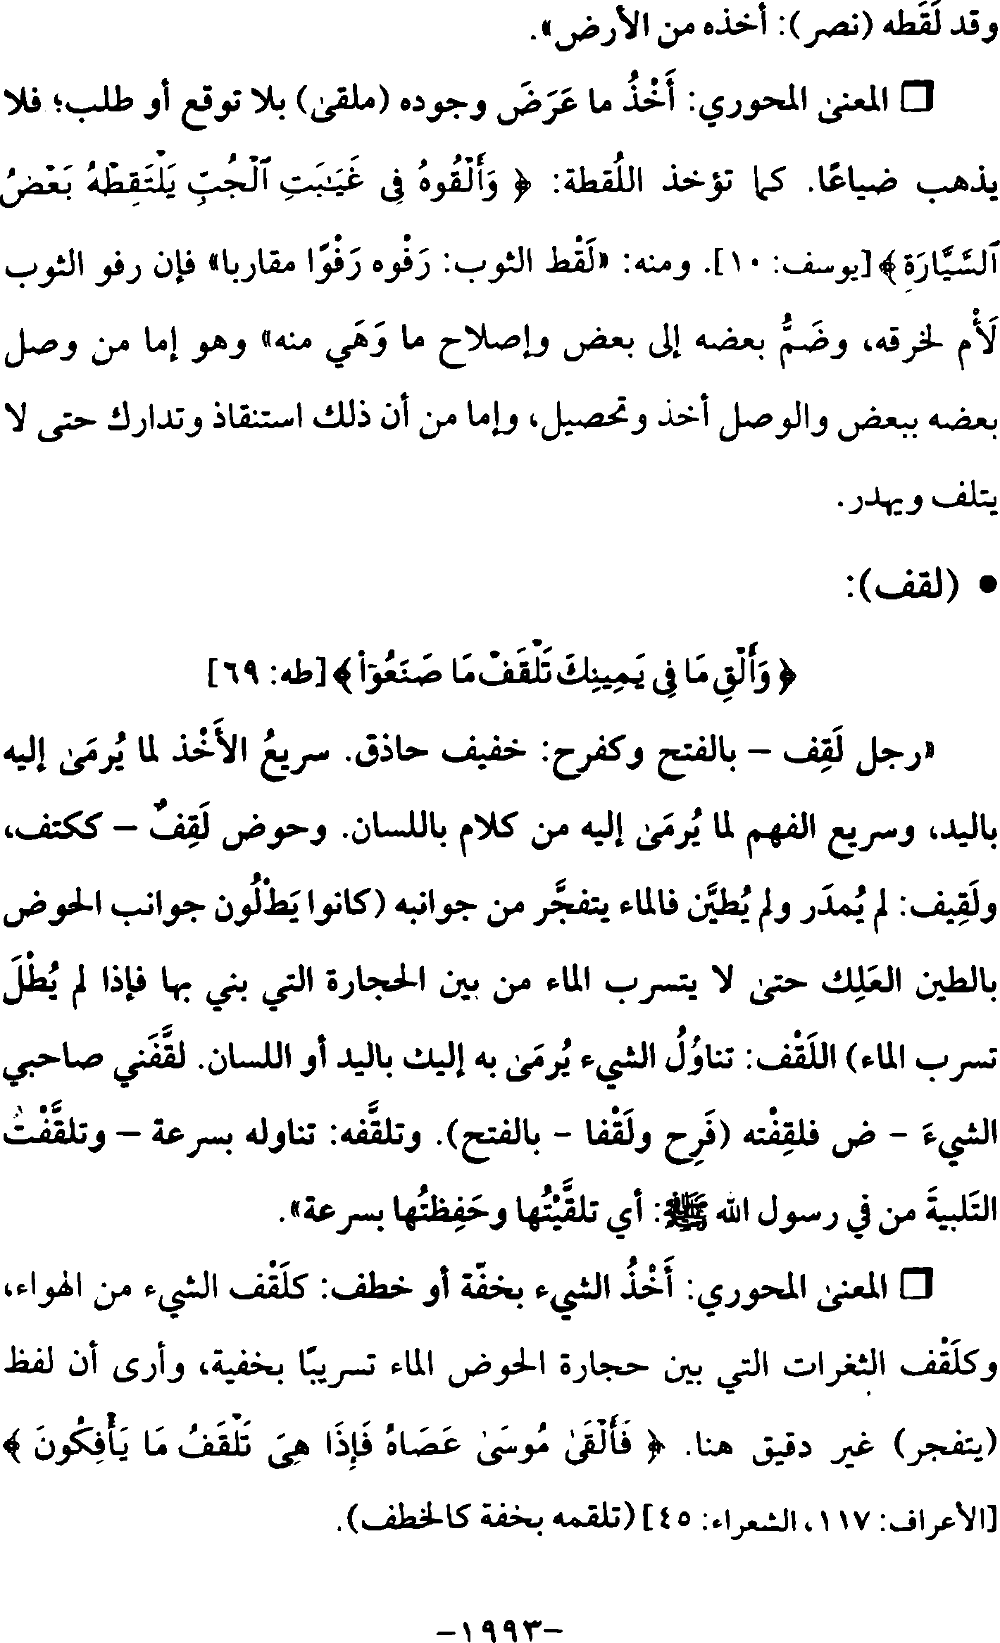 وقد لَقَطه (نصر): أخذه من الأرض».
❒ المعنى المحوري: أَخْذُ ما عَرَضَ وجوده (ملقىٰ) بلا توقع أو طلب؛ فلا
يذهب ضياعًا. كما تؤخذ اللُقطة: ﴿ وَأَلْقُوهُ فِي غَيَـٰبَتِ ٱلْجُبِّ يَلْتَقِطْهُ بَعْضُ
ٱلسَّيَّارَةِ ﴾ [يوسف: ١٠]. ومنه: «لَقْط الثوب: رَفْوه رَفْوًا مقاربا» فإن رفو الثوب
لَأْم لخرقه، وضَمُّ بعضه إلى بعض وإصلاح ما وَهَي منه» وهو إما من وصل
بعضه ببعض والوصل أخذ وتحصيل، وإما من أن ذلك استنقاذ وتدارك حتى لا
يتلف ويهدر.
• (لقف):
﴿ وَأَلْقِ مَا فِي يَمِينِكَ تَلْقَفْ مَا صَنَعُوٓا۟ ﴾ [طه: ٦٩]
«رجل لَقِف – بالفتح وكفرح: خفيف حاذق. سريعُ الأَخْذ لما يُرمَىٰ إليه
باليد، وسريع الفهم لما يُرمَىٰ إليه من كلام باللسان. وحوض لَقِفٌ – ككتف،
ولَقِيف: لم يُمدَر ولم يُطيَّن فالماء يتفجَّر من جوانبه (كانوا يَطْلُون جوانب الحوض
بالطين العَلِك حتىٰ لا يتسرب الماء من بين الحجارة التي بني بها فإذا لم يُطْلَ
تسرب الماء) اللَقْف: تناوُلُ الشيء يُرمَىٰ به إليك باليد أو اللسان. لقَّفَني صاحبي
الشيءَ – ض فلقِفْته (فَرِح ولَقْفا – بالفتح). وتلقَّفه: تناوله بسرعة – وتلقَّفْتُ
التَلبيةَ من في رسول الله ﷺ: أي تلقَّيْتُها وحَفِظتُها بسرعة».
❒ المعنىٰ المحوري: أَخْذُ الشيء بخفّة أو خطف: كلَقْف الشيء من الهواء،
وكلَقْف الثغرات التي بين حجارة الحوض الماء تسريبًا بخفية، وأرى أن لفظ
(يتفجر) غير دقيق هنا. ﴿ فَأَلْقَىٰ مُوسَىٰ عَصَاهُ فَإِذَا هِىَ تَلْقَفُ مَا يَأْفِكُونَ ﴾
[الأعراف: ١١٧، الشعراء: ٤٥] (تلقمه بخفة كالخطف).
–١٩٩٣–